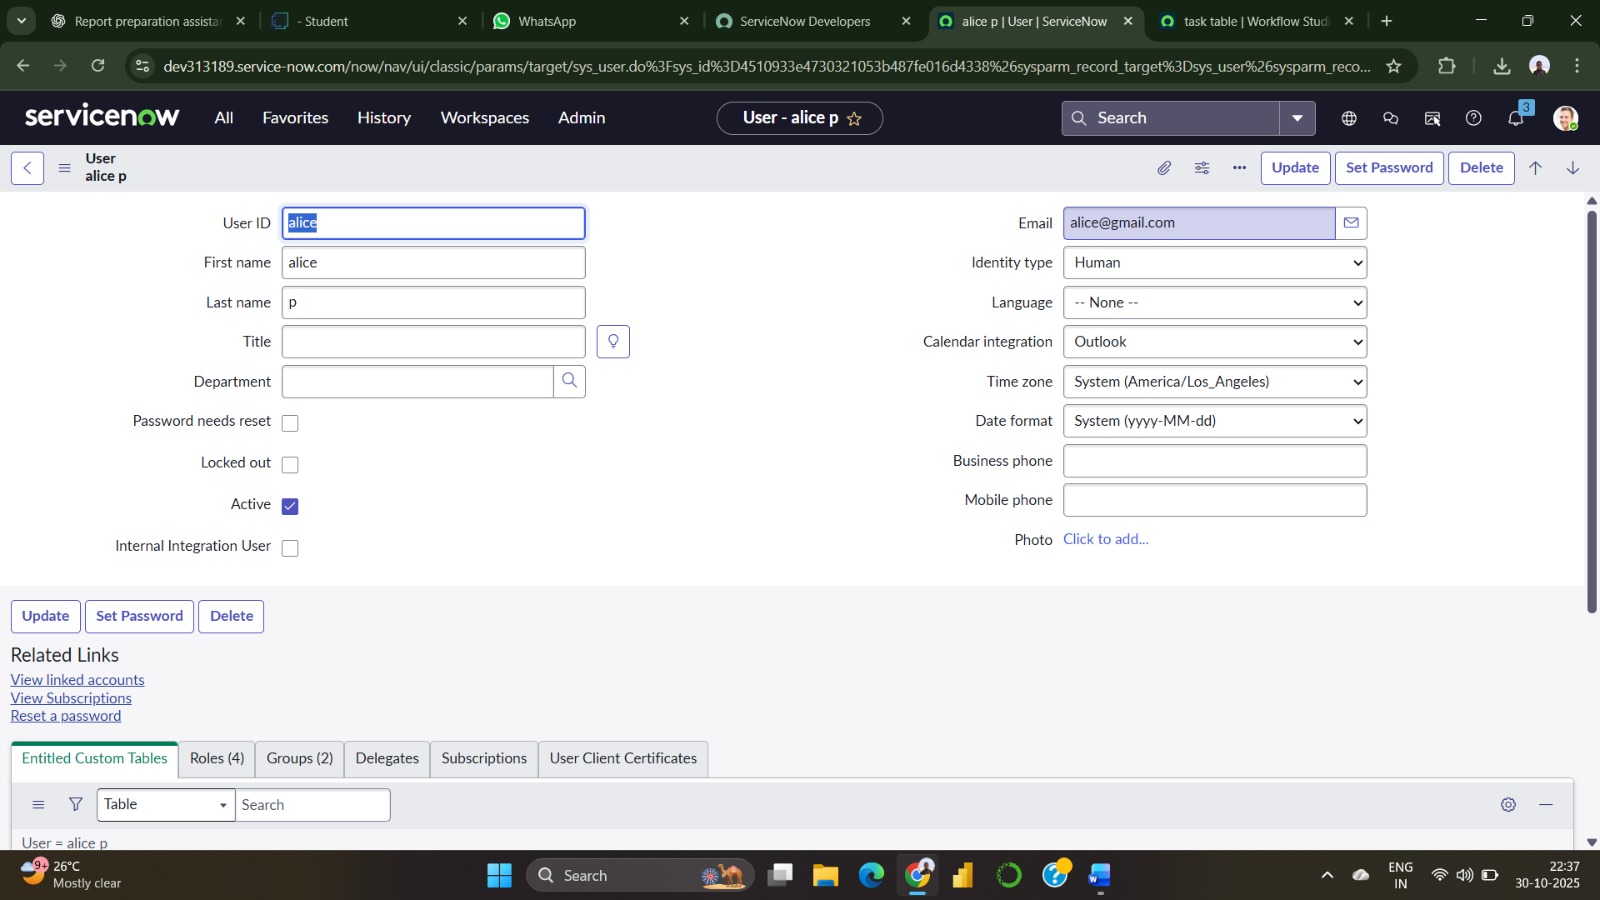 Report preparation assistar
- Student
WhatsApp
ServiceNow Developers
alice p | User | ServiceNow
task table | Workflow Stud
dev313189.service-now.com/now/nav/ui/classic/params/target/sys_user.do%3Fsys_id%3D4510933e4730321053b487fe016d4338%26sysparm_record_target%3Dsys_user%26sysparm_reco...
servicenow
All
Favorites
History
Workspaces
Admin
User - alice p
Search
3
User
alice p
Update
Set Password
Delete
User ID
alice
First name
alice
Last name
p
Title
Department
Password needs reset
Locked out
Active
Internal Integration User
Email
alice@gmail.com
Identity type
Human
Language
-- None --
Calendar integration
Outlook
Time zone
System (America/Los_Angeles)
Date format
System (yyyy-MM-dd)
Business phone
Mobile phone
Photo
Click to add...
Update
Set Password
Delete
Related Links
View linked accounts
View Subscriptions
Reset a password
Entitled Custom Tables
Roles (4)
Groups (2)
Delegates
Subscriptions
User Client Certificates
Table
Search
User = alice p
9+
26°C
Mostly clear
Search
ENG
IN
22:37
30-10-2025